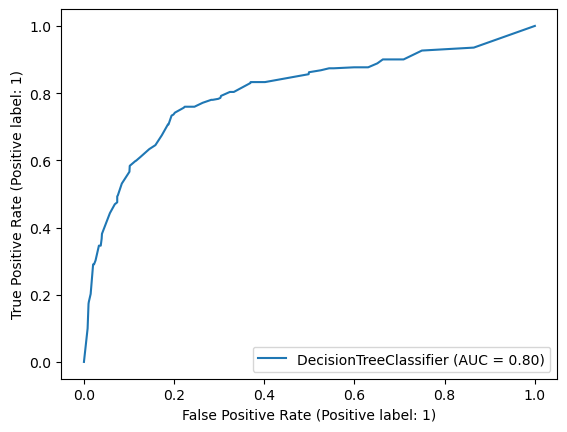 1.0
0.8
0.6
0.4
0.2
0.0
True Positive Rate (Positive label: 1)
DecisionTreeClassifier (AUC = 0.80)
0.0 0.2 0.4 0.6 0.8 1.0
False Positive Rate (Positive label: 1)